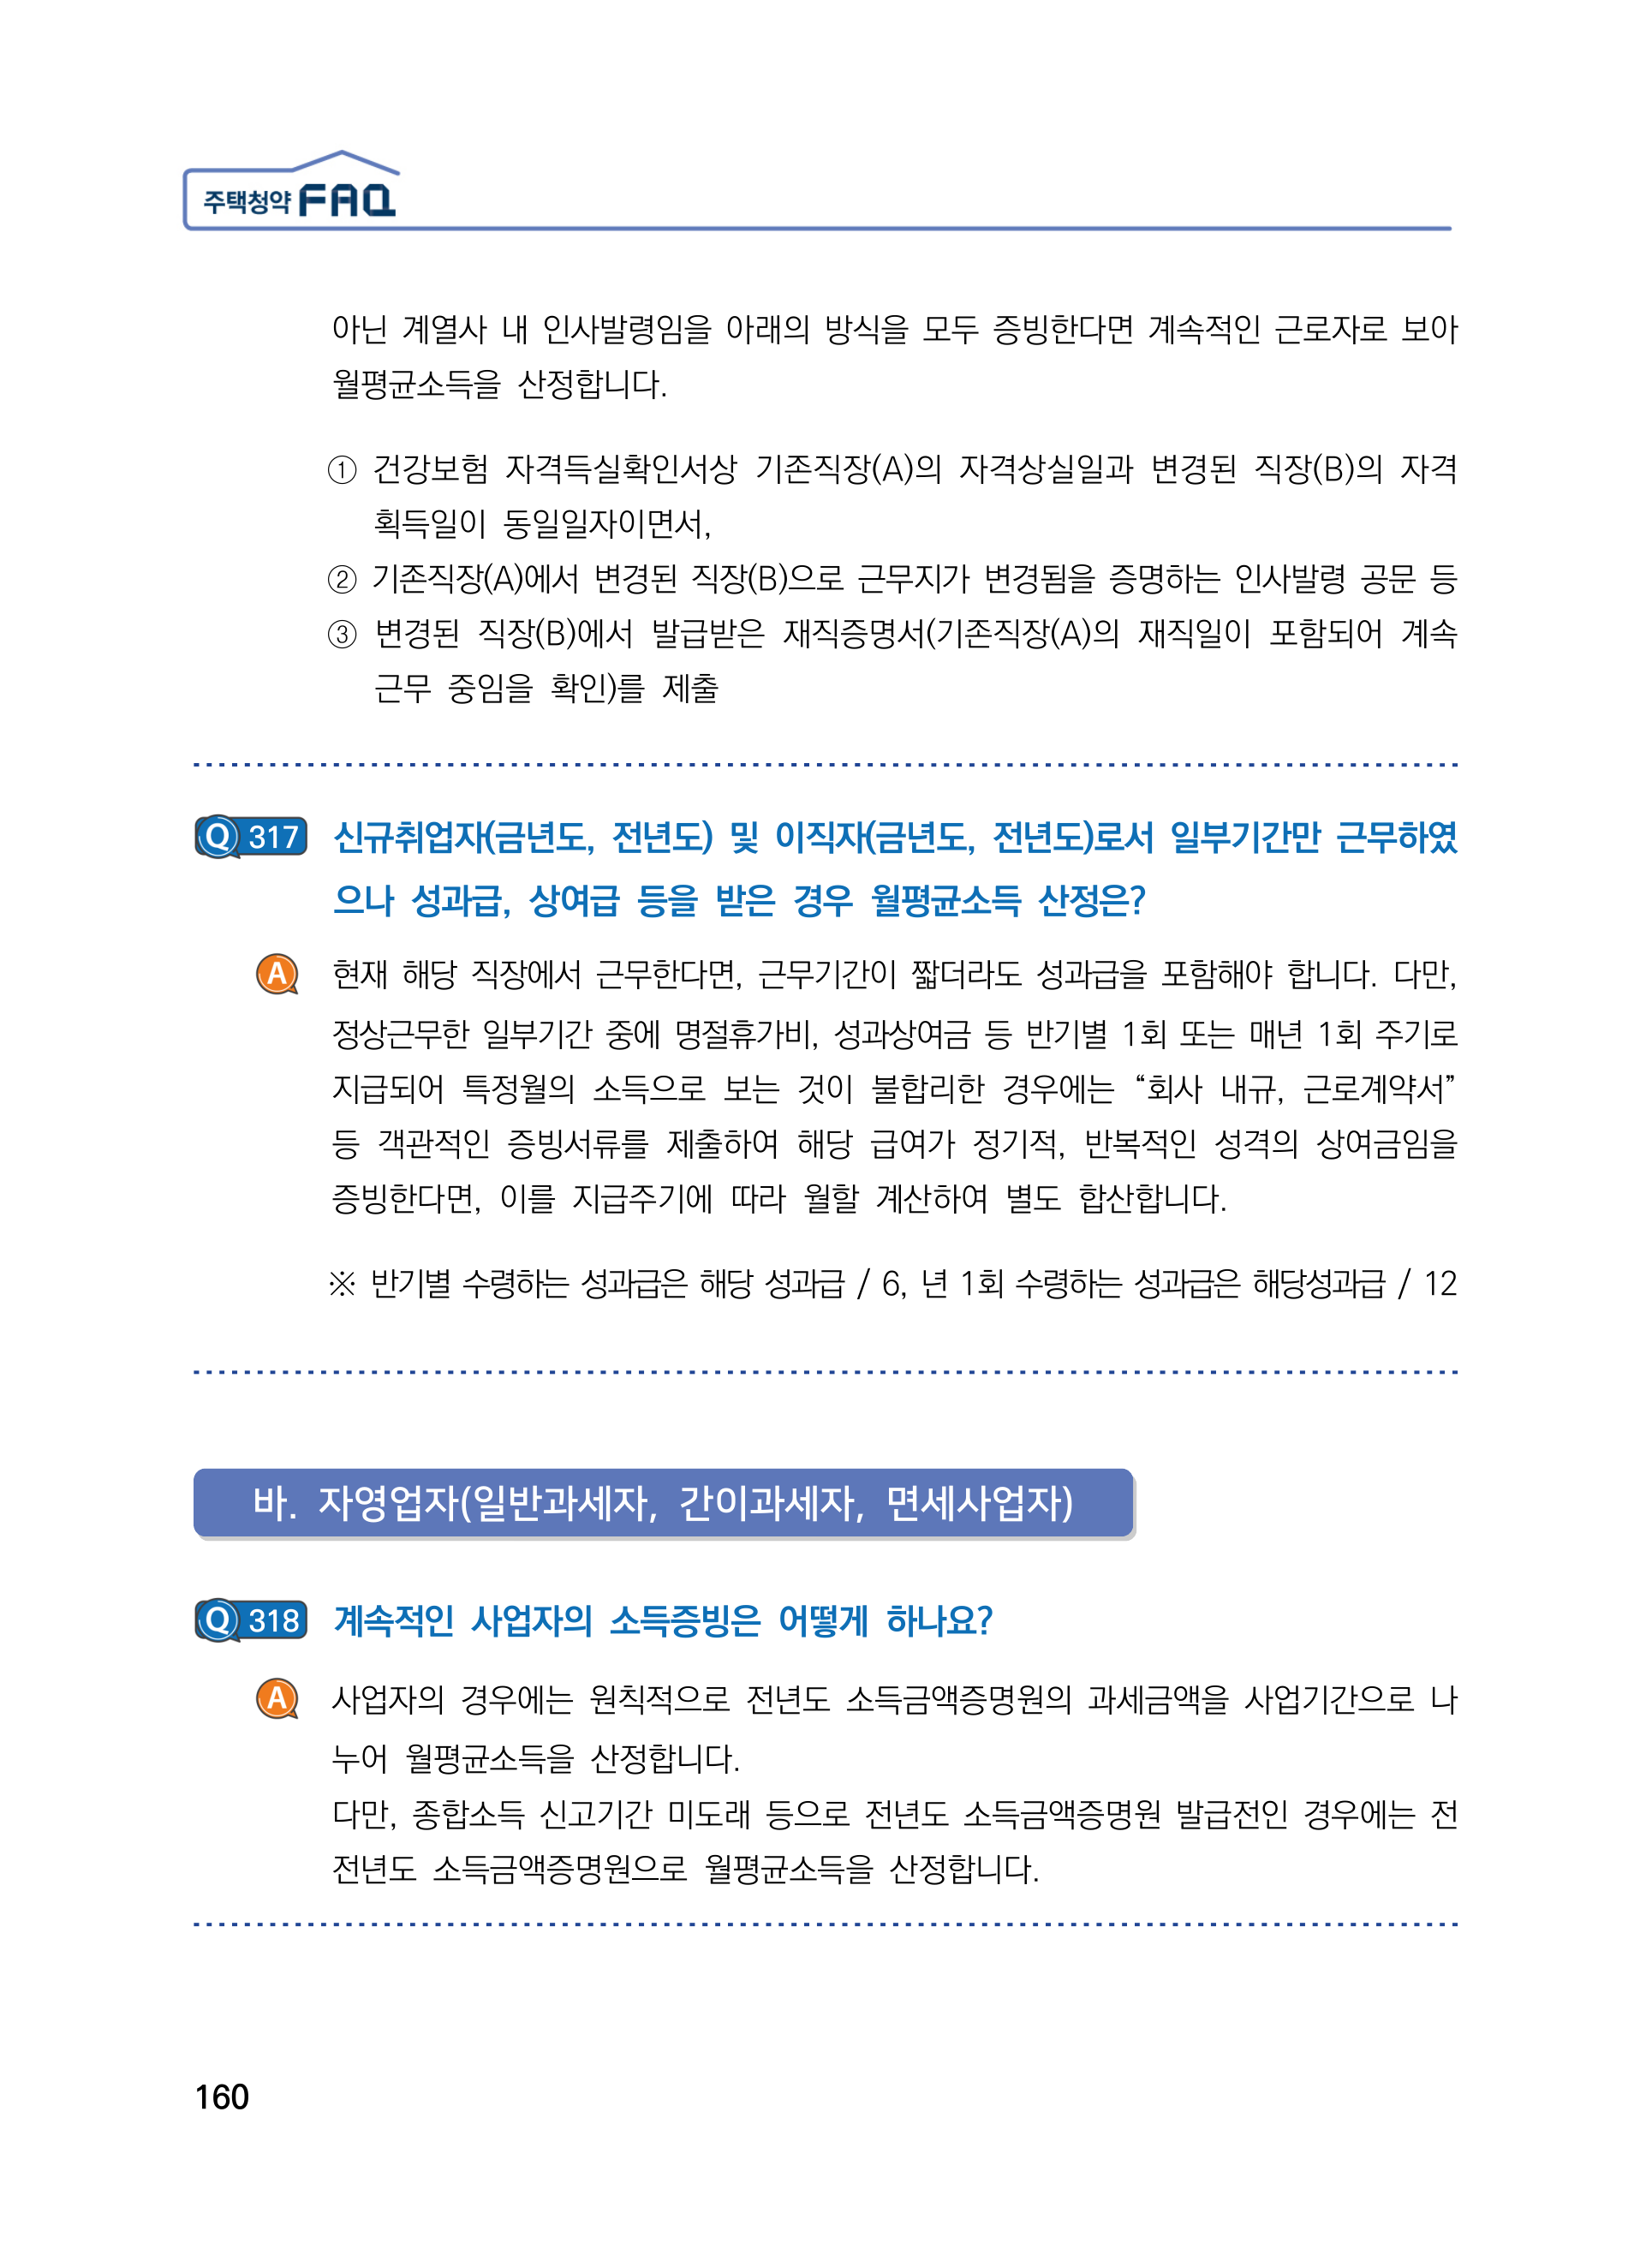 주택청약 FAQ
아닌 계열사 내 인사발령임을 아래의 방식을 모두 증빙한다면 계속적인 근로자로 보아
월평균소득을 산정합니다.
① 건강보험 자격득실확인서상 기존직장(A)의 자격상실일과 변경된 직장(B)의 자격
획득일이 동일일자이면서,
② 기존직장(A)에서 변경된 직장(B)으로 근무지가 변경됨을 증명하는 인사발령 공문 등
③ 변경된 직장(B)에서 발급받은 재직증명서(기존직장(A)의 재직일이 포함되어 계속
근무 중임을 확인)를 제출
Q 317 신규취업자(금년도, 전년도) 및 이직자(금년도, 전년도)로서 일부기간만 근무하였
으나 성과급, 상여급 등을 받은 경우 월평균소득 산정은?
A 현재 해당 직장에서 근무한다면, 근무기간이 짧더라도 성과급을 포함해야 합니다. 다만,
정상근무한 일부기간 중에 명절휴가비, 성과상여금 등 반기별 1회 또는 매년 1회 주기로
지급되어 특정월의 소득으로 보는 것이 불합리한 경우에는 “회사 내규, 근로계약서”
등 객관적인 증빙서류를 제출하여 해당 급여가 정기적, 반복적인 성격의 상여금임을
증빙한다면, 이를 지급주기에 따라 월할 계산하여 별도 합산합니다.
※ 반기별 수령하는 성과급은 해당 성과급 / 6, 년 1회 수령하는 성과급은 해당성과급 / 12
바. 자영업자(일반과세자, 간이과세자, 면세사업자)
Q 318 계속적인 사업자의 소득증빙은 어떻게 하나요?
A 사업자의 경우에는 원칙적으로 전년도 소득금액증명원의 과세금액을 사업기간으로 나
누어 월평균소득을 산정합니다.
다만, 종합소득 신고기간 미도래 등으로 전년도 소득금액증명원 발급전인 경우에는 전
전년도 소득금액증명원으로 월평균소득을 산정합니다.
160